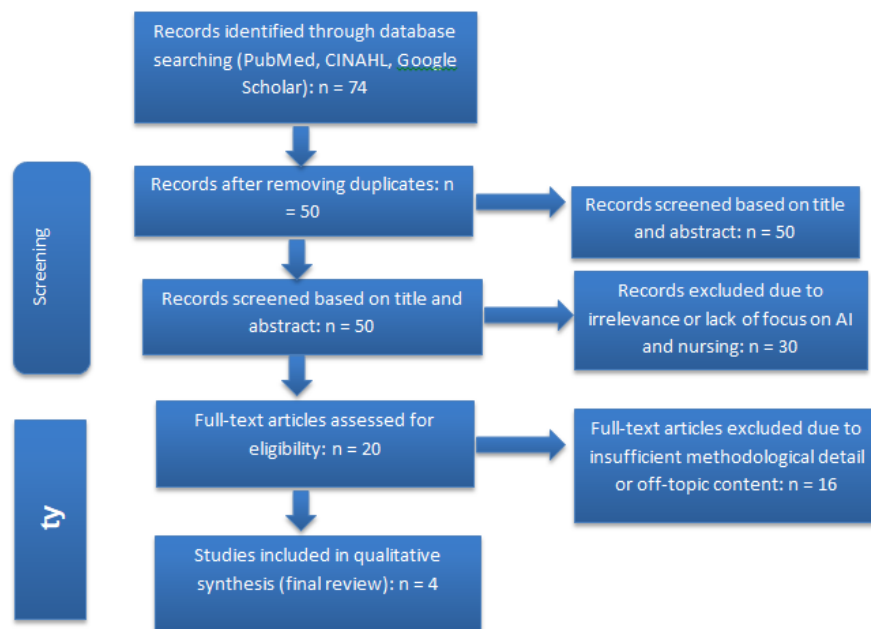 Records identified through database
searching (PubMed, CINAHL, Google
Scholar): n = 74
Screening
Records after removing duplicates: n
= 50
Records screened based on title
and abstract: n = 50
Records screened based on title and
abstract: n = 50
Records excluded due to
irrelevance or lack of focus on AI
and nursing: n = 30
ty
Full-text articles assessed for
eligibility: n = 20
Full-text articles excluded due to
insufficient methodological detail
or off-topic content: n = 16
Studies included in qualitative
synthesis (final review): n = 4